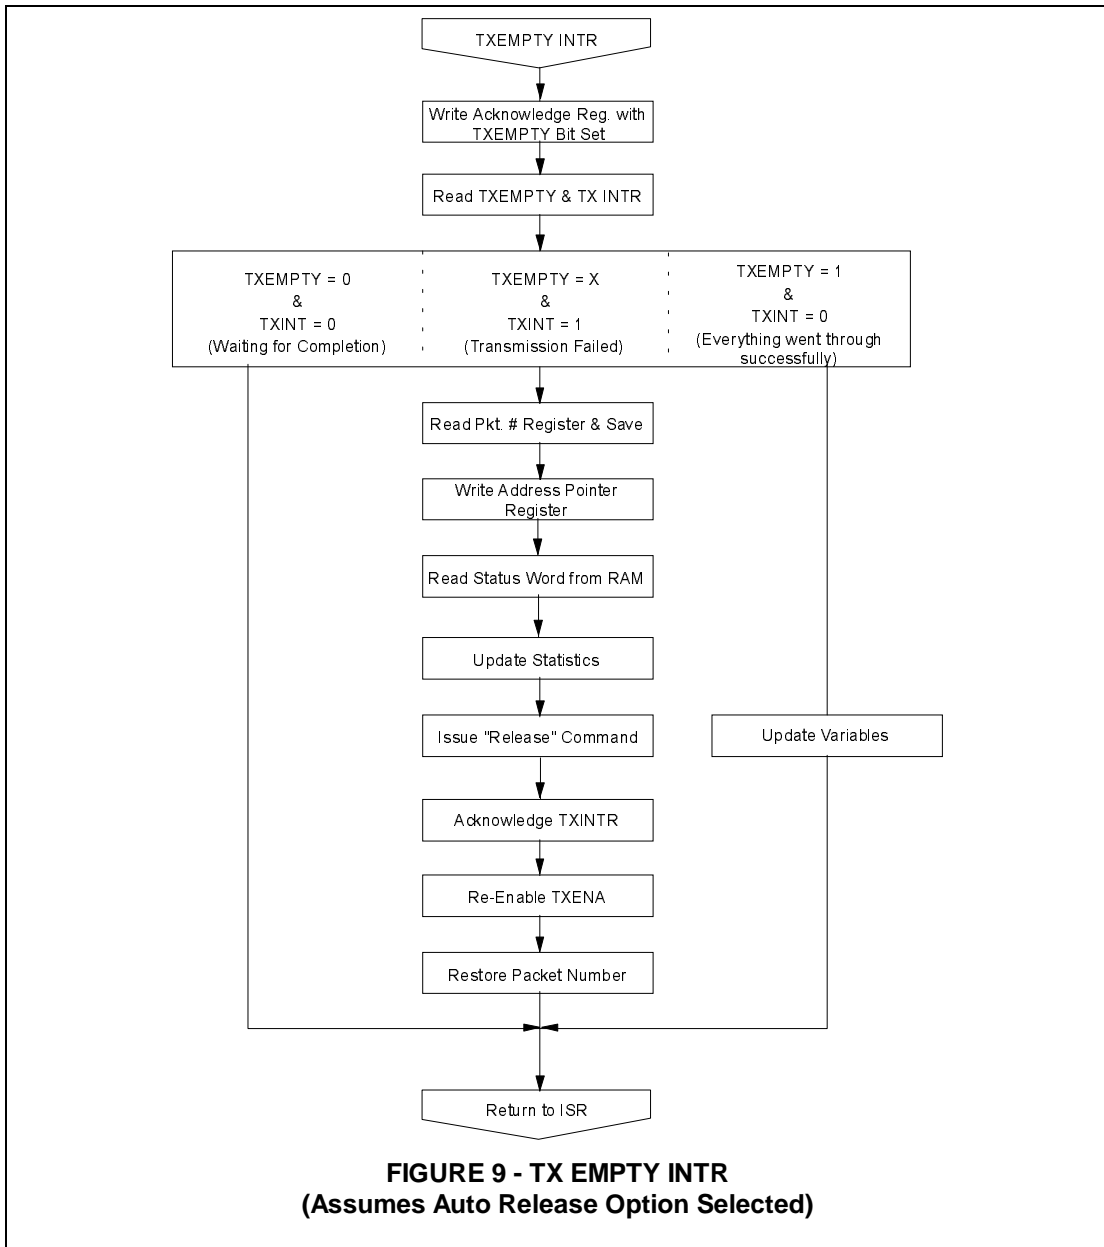 TXEMPTY INTR
Write Acknowledge Reg. with
TXEMPTY Bit Set
Read TXEMPTY & TX INTR
TXEMPTY = 0
&
TXINT = 0
(Waiting for Completion)
TXEMPTY = X
&
TXINT = 1
(Transmission Failed)
TXEMPTY = 1
&
TXINT = 0
(Everything went through
successfully)
Read Pkt. # Register & Save
Write Address Pointer
Register
Read Status Word from RAM
Update Statistics
Issue "Release" Command
Update Variables
Acknowledge TXINTR
Re-Enable TXENA
Restore Packet Number
Return to ISR
FIGURE 9 - TX EMPTY INTR
(Assumes Auto Release Option Selected)